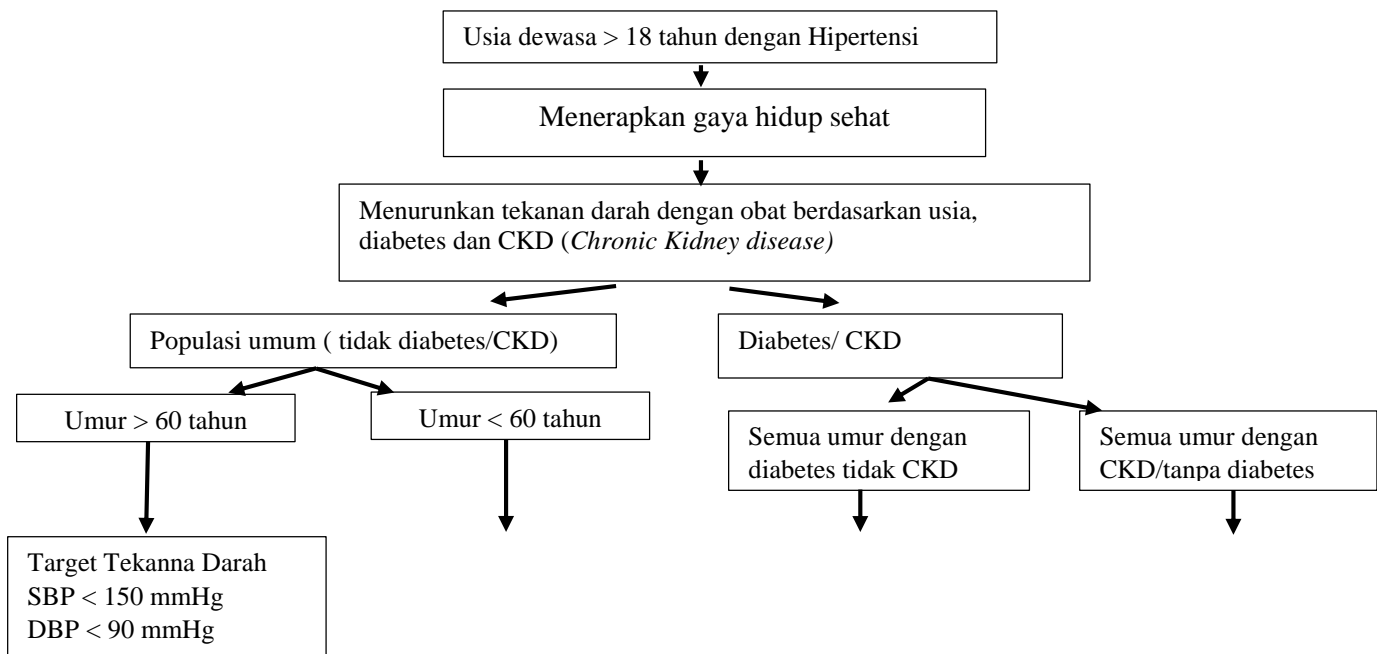 Usia dewasa > 18 tahun dengan Hipertensi
Menerapkan gaya hidup sehat
Menurunkan tekanan darah dengan obat berdasarkan usia,
diabetes dan CKD (Chronic Kidney disease)
Populasi umum ( tidak diabetes/CKD)
Diabetes/ CKD
Umur > 60 tahun
Umur < 60 tahun
Semua umur dengan
diabetes tidak CKD
Semua umur dengan
CKD/tanpa diabetes
Target Tekanna Darah
SBP < 150 mmHg
DBP < 90 mmHg